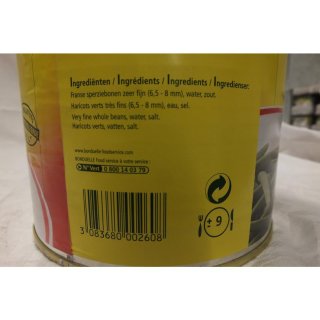 Ingrediënten / Ingrédients / Ingredients / Ingredienser:
Franse sperziebonen zeer fijn (6,5 - 8 mm), water, zout.
Haricots verts très fins (6,5 - 8 mm), eau, sel.
Very fine whole beans, water, salt.
Haricots verts, vatten, salt.
www.bonduelle-foodservice.com
BONDUELLE Food service à votre service :
N° Vert 0 800 14 03 79
± 9
3 083680 002608